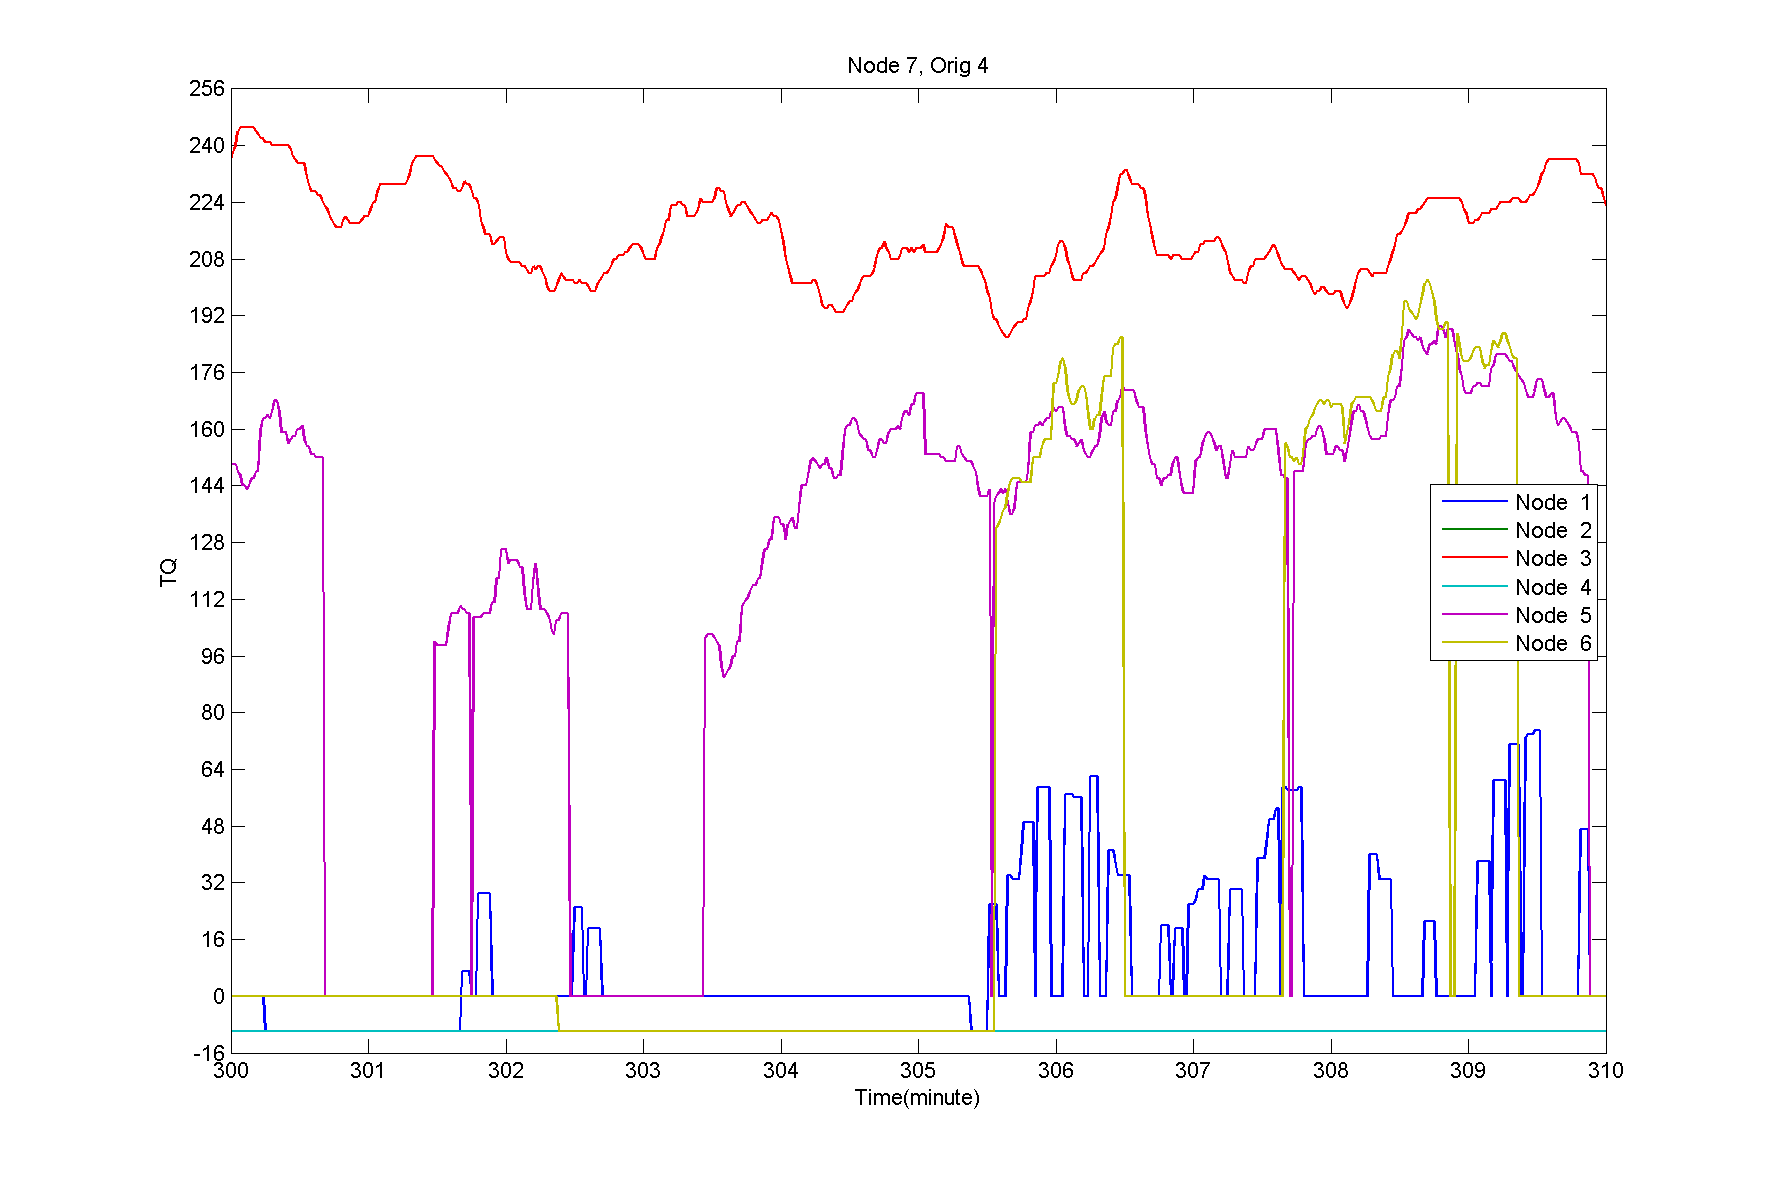 Node 7, Orig 4
256
240
224
208
192
176
160
144
128
112
96
80
64
48
32
16
0
-16
TQ
Node 1
Node 2
Node 3
Node 4
Node 5
Node 6
300 301 302 303 304 305 306 307 308 309 310
Time(minute)